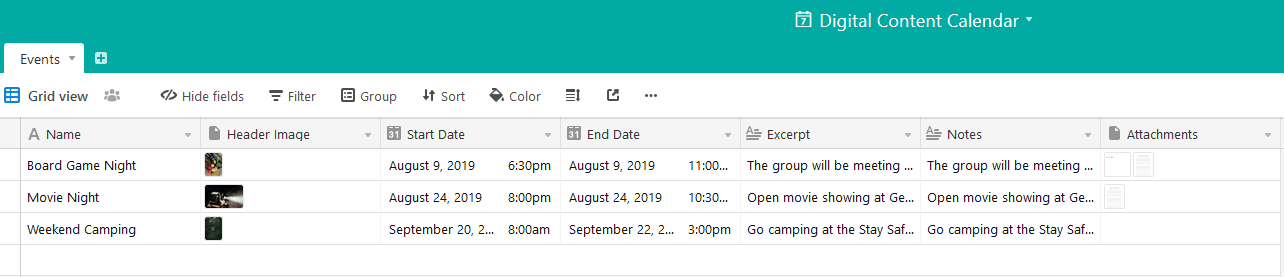 Digital Content Calendar
Events
Grid view Hide fields Filter Group Sort Color
Name Header Image Start Date End Date Excerpt Notes Attachments
Board Game Night August 9, 2019 6:30pm August 9, 2019 11:00... The group will be meeting ... The group will be meeting ...
Movie Night August 24, 2019 8:00pm August 24, 2019 10:30... Open movie showing at Ge... Open movie showing at Ge...
Weekend Camping September 20, 2... 8:00am September 22, 2... 3:00pm Go camping at the Stay Saf... Go camping at the Stay Saf...